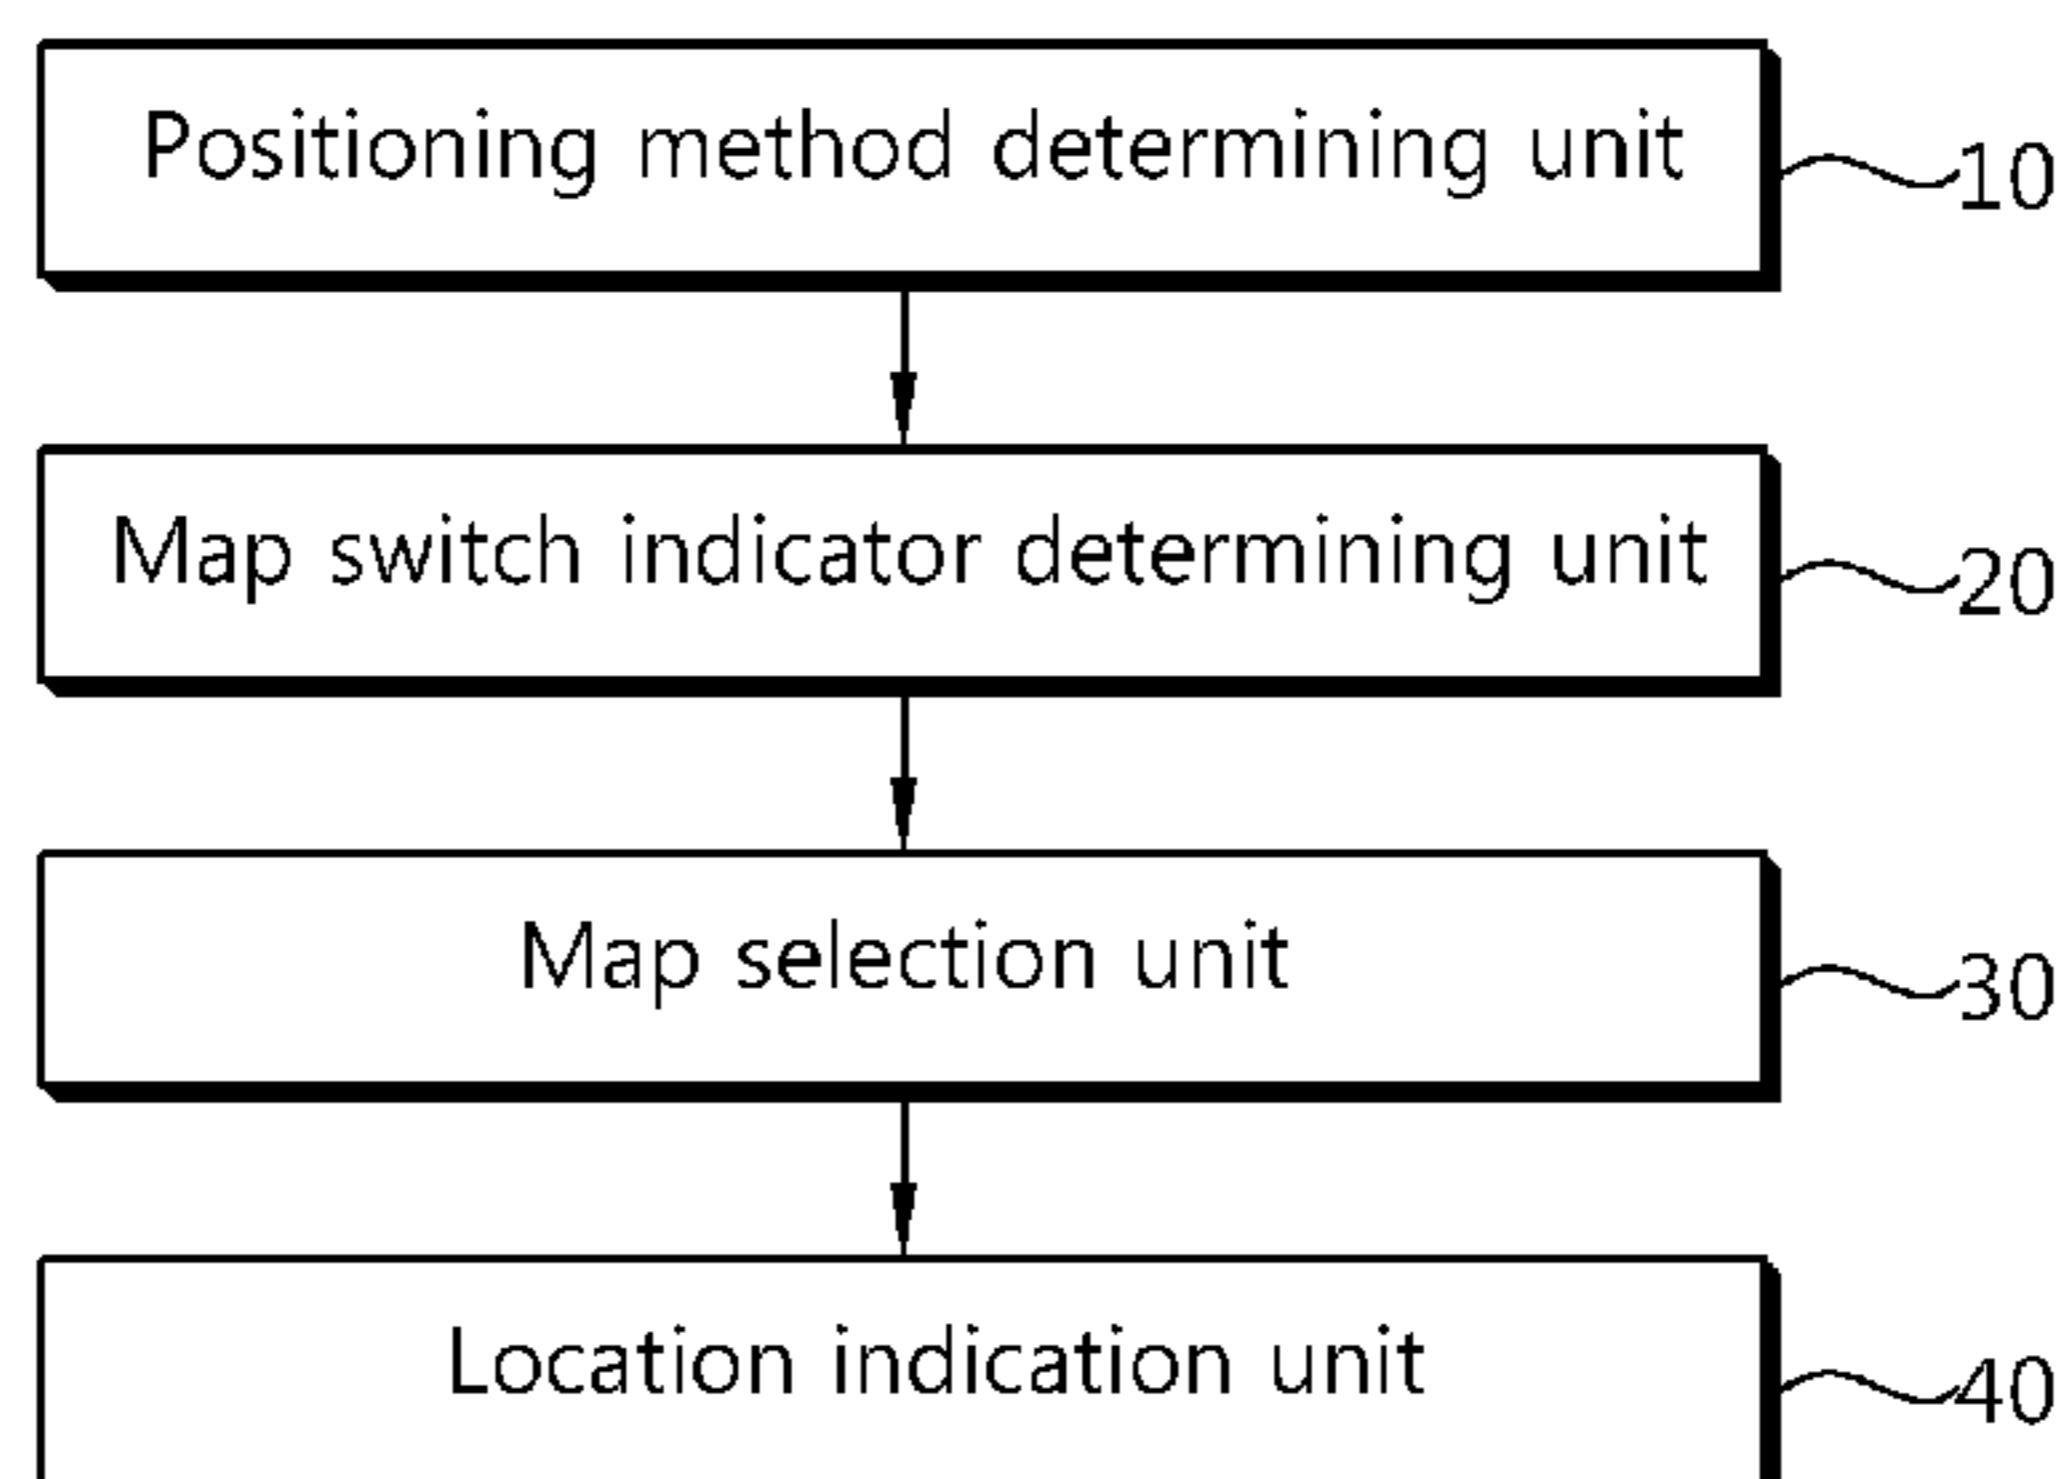 Positioning method determining unit
10
Map switch indicator determining unit
20
Map selection unit
30
Location indication unit
40